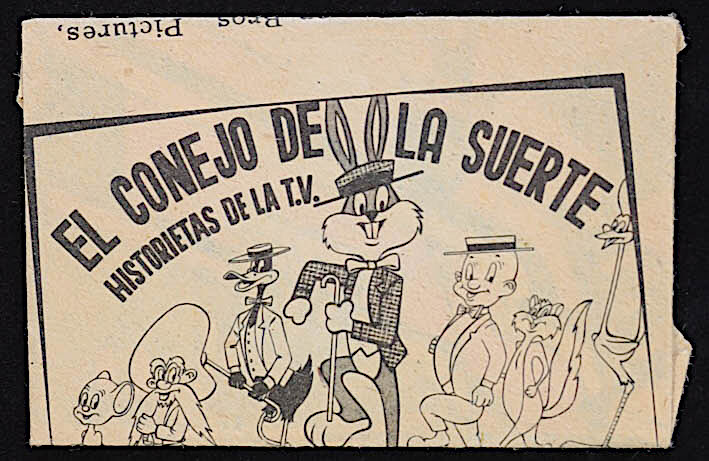 Bros Pictures,
EL CONEJO DE LA SUERTE
HISTORIETAS DE LA T.V.